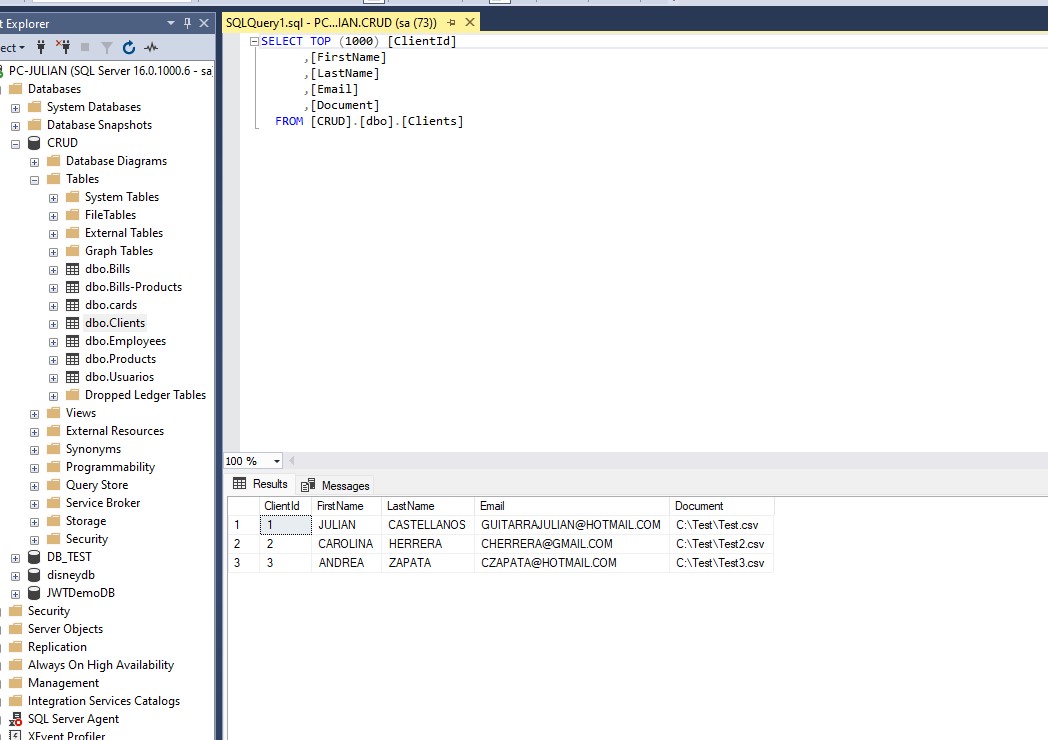 t Explorer
ect
PC-JULIAN (SQL Server 16.0.1000.6 - sa
Databases
System Databases
Database Snapshots
CRUD
Database Diagrams
Tables
System Tables
FileTables
External Tables
Graph Tables
dbo.Bills
dbo.Bills-Products
dbo.cards
dbo.Clients
dbo.Employees
dbo.Products
dbo.Usuarios
Dropped Ledger Tables
Views
External Resources
Synonyms
Programmability
Query Store
Service Broker
Storage
Security
DB_TEST
disneydb
JWTDemoDB
Security
Server Objects
Replication
Always On High Availability
Management
Integration Services Catalogs
SQL Server Agent
XEvent Profiler
SQLQuery1.sql - PC...IAN.CRUD (sa (73))
SELECT TOP (1000) [ClientId]
,[FirstName]
,[LastName]
,[Email]
,[Document]
FROM [CRUD].[dbo].[Clients]
100 %
Results Messages
ClientId FirstName LastName Email Document
1 1 JULIAN CASTELLANOS GUITARRAJULIAN@HOTMAIL.COM C:\Test\Test.csv
2 2 CAROLINA HERRERA CHERRERA@GMAIL.COM C:\Test\Test2.csv
3 3 ANDREA ZAPATA CZAPATA@HOTMAIL.COM C:\Test\Test3.csv